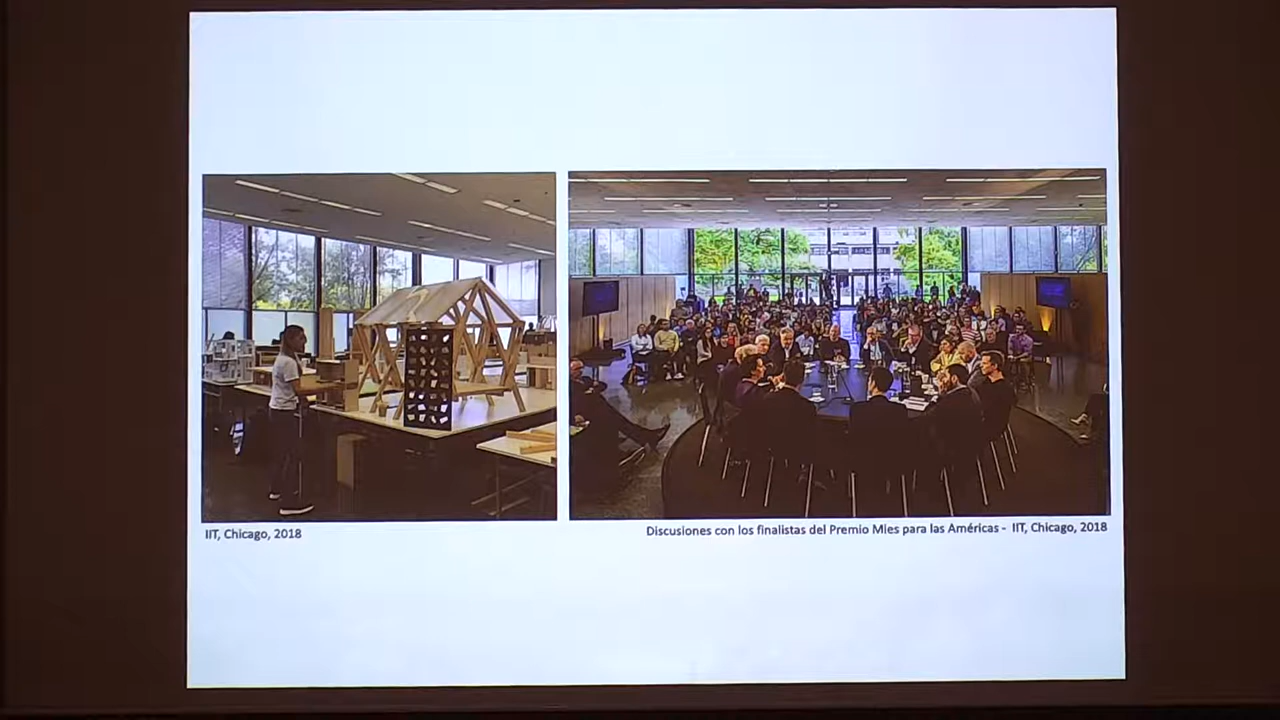 IIT, Chicago, 2018
Discusiones con los finalistas del Premio Mies para las Américas - IIT, Chicago, 2018